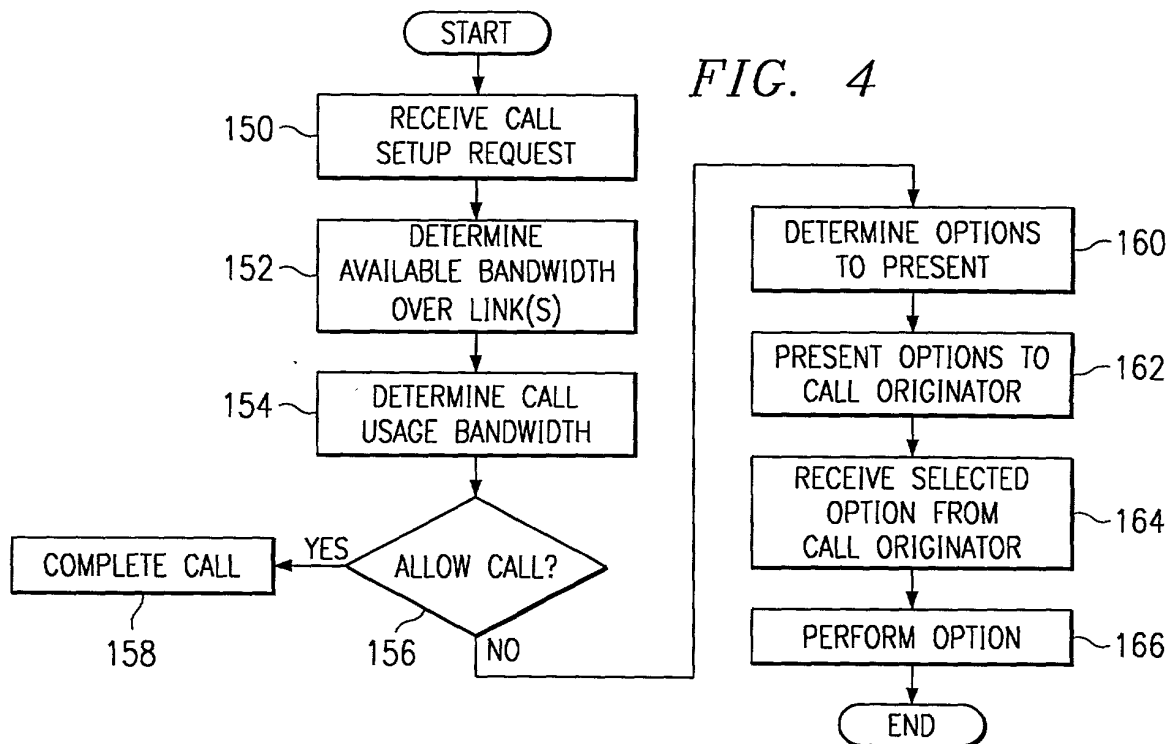 START
FIG. 4
150
RECEIVE CALL
SETUP REQUEST
152
DETERMINE
AVAILABLE BANDWIDTH
OVER LINK(S)
154
DETERMINE CALL
USAGE BANDWIDTH
ALLOW CALL?
156
YES
COMPLETE CALL
158
NO
DETERMINE OPTIONS
TO PRESENT
160
PRESENT OPTIONS TO
CALL ORIGINATOR
162
RECEIVE SELECTED
OPTION FROM
CALL ORIGINATOR
164
PERFORM OPTION
166
END